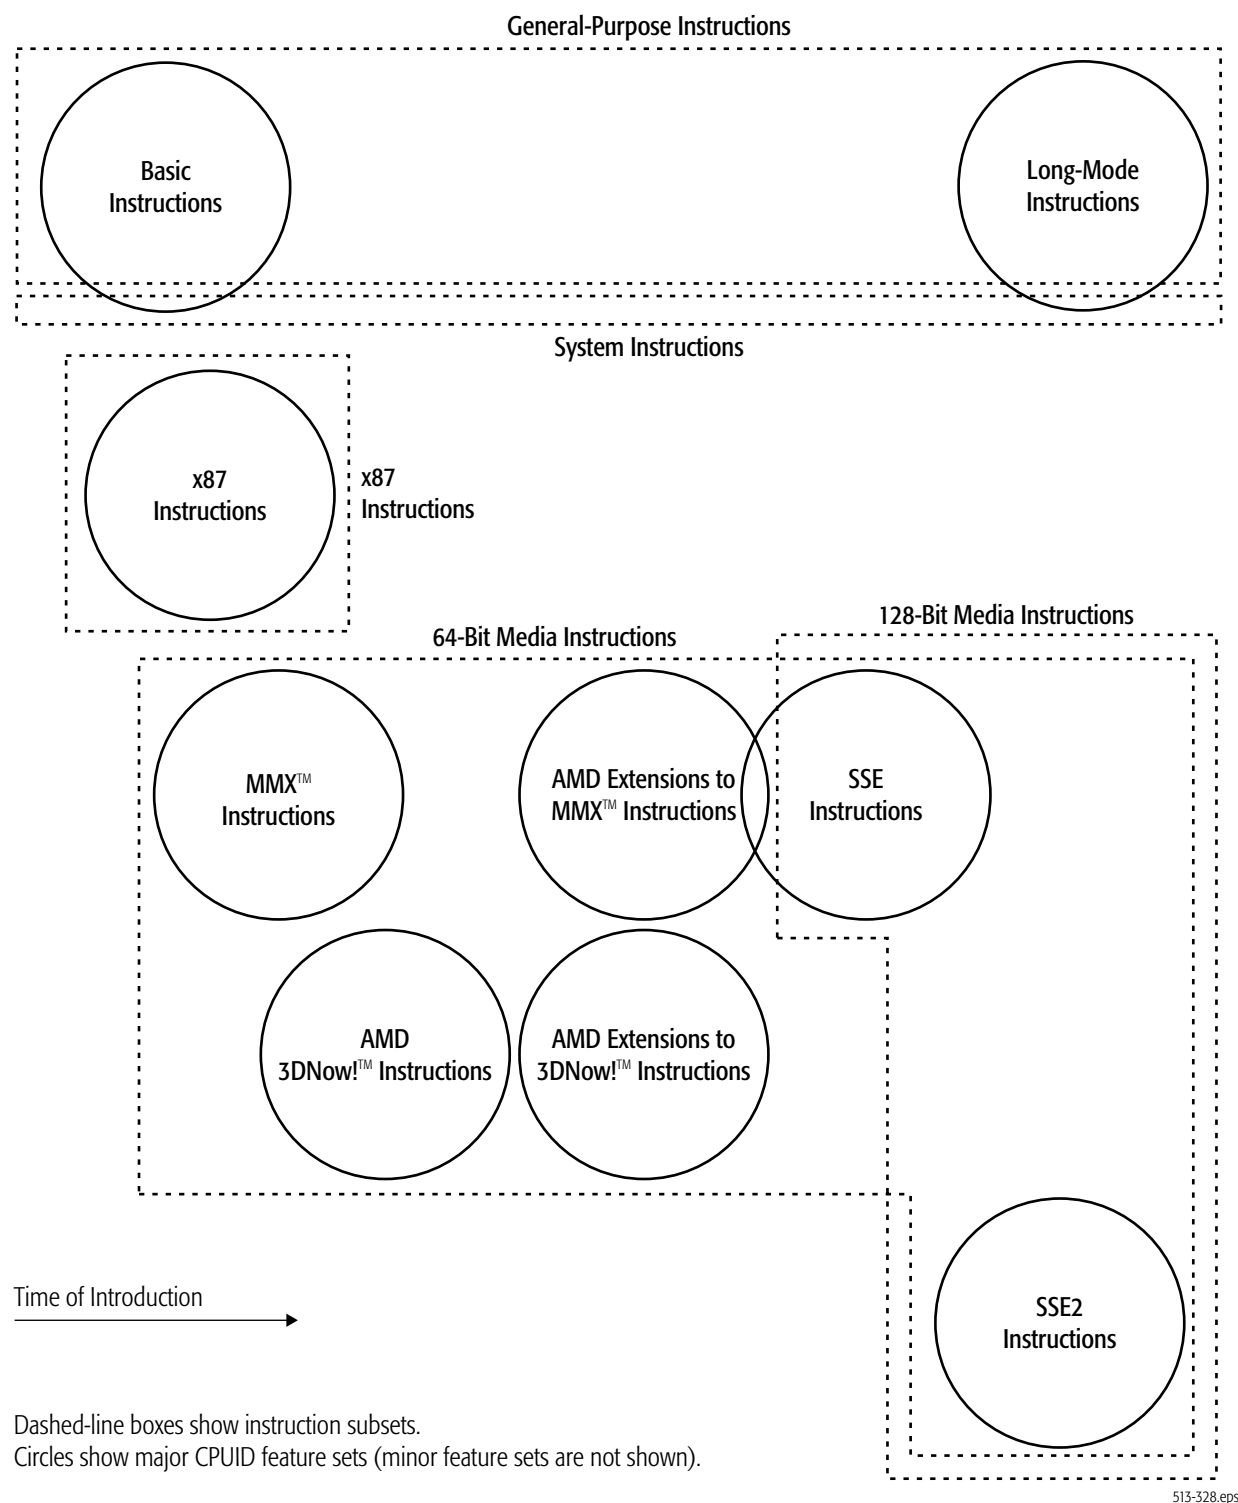 General-Purpose Instructions
Basic
Instructions
Long-Mode
Instructions
System Instructions
x87
Instructions
x87
Instructions
128-Bit Media Instructions
64-Bit Media Instructions
MMX™
Instructions
AMD Extensions to
MMX™ Instructions
SSE
Instructions
AMD
3DNow!™ Instructions
AMD Extensions to
3DNow!™ Instructions
Time of Introduction
SSE2
Instructions
Dashed-line boxes show instruction subsets.
Circles show major CPUID feature sets (minor feature sets are not shown).
513-328.eps